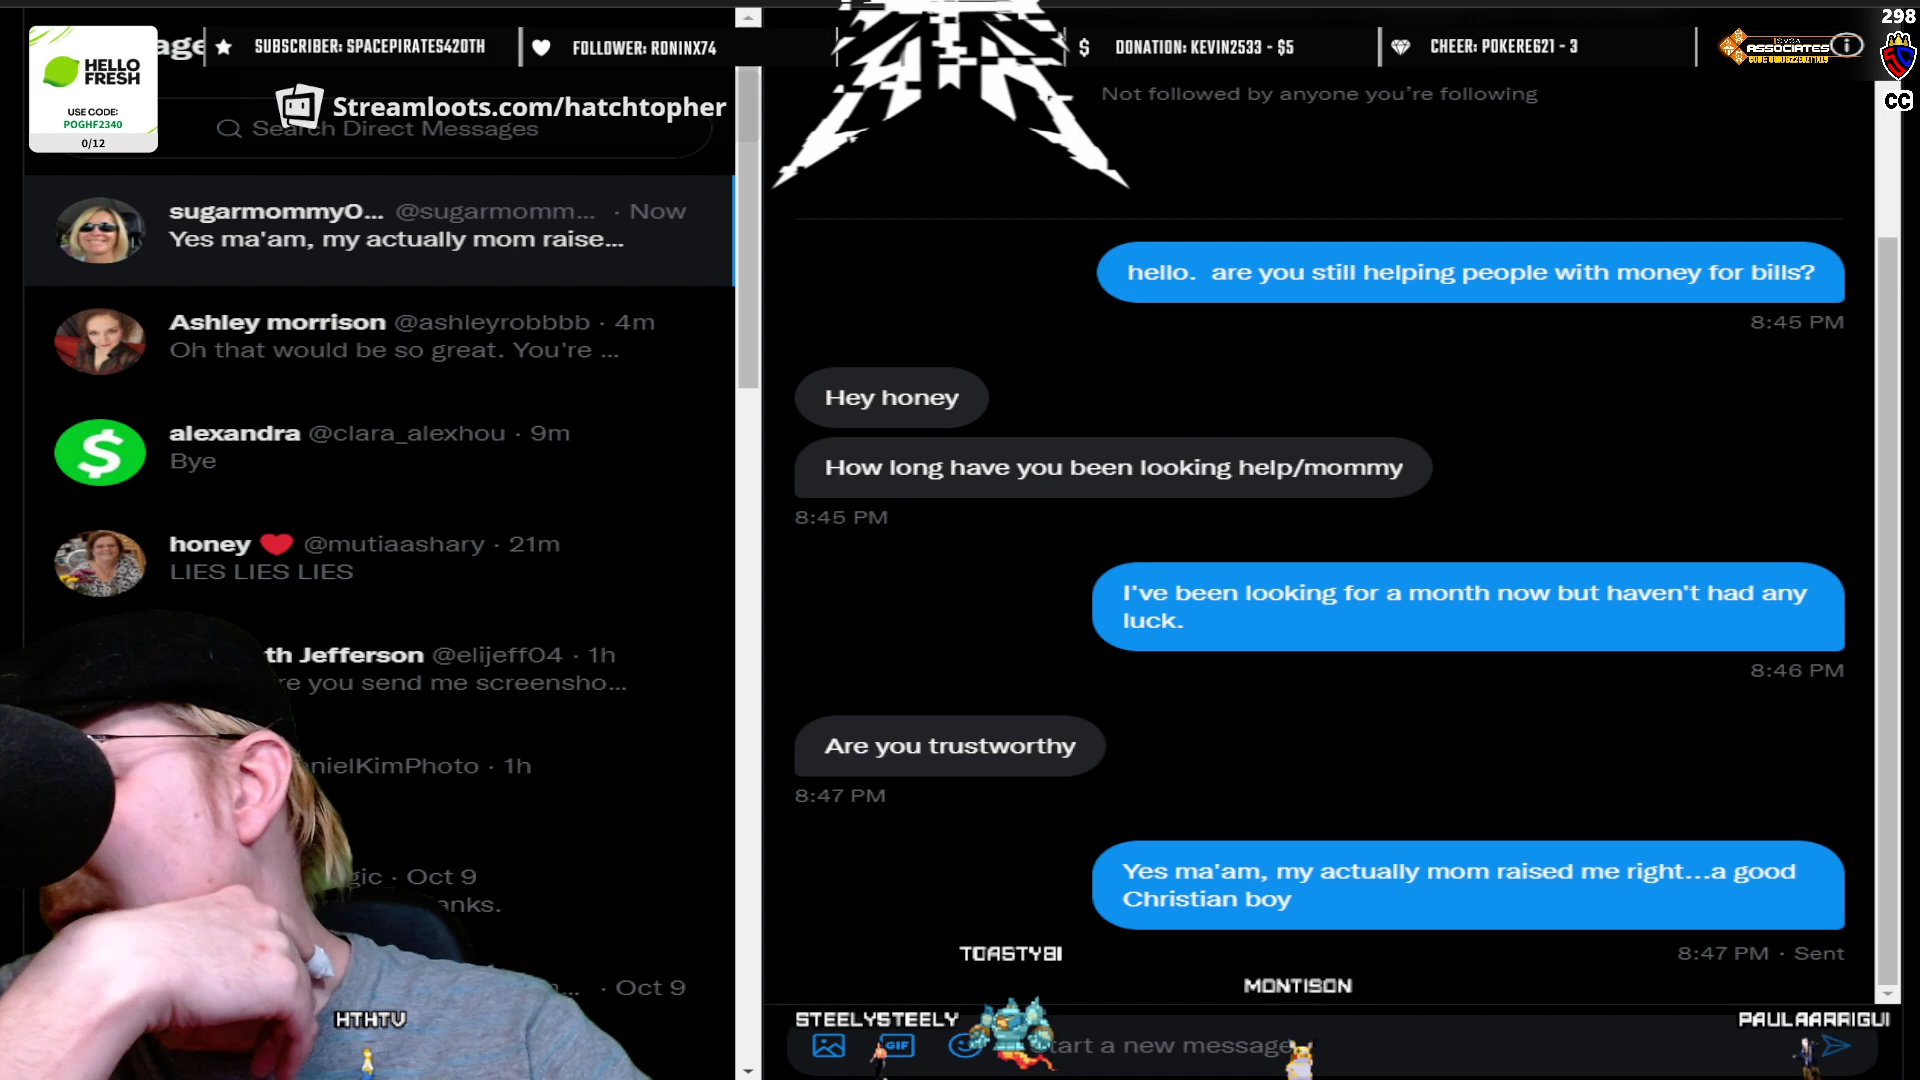 298
HELLO
FRESH
USE CODE:
POGHF2340
0/12
age
SUBSCRIBER: SPACEPIRATES420TH
FOLLOWER: RONINX74
DONATION: KEVIN2533 - $5
CHEER: POKERE621 - 3
ASSOCIATES
CC
Streamloots.com/hatchtopher
Search Direct Messages
Not followed by anyone you're following
sugarmommyO... @sugarmomm... · Now
Yes ma'am, my actually mom raise...
Ashley morrison @ashleyrobbbb · 4m
Oh that would be so great. You're ...
alexandra @clara_alexhou · 9m
Bye
honey ❤️ @mutiaashary · 21m
LIES LIES LIES
th Jefferson @elijeff04 · 1h
re you send me screensho...
nielKimPhoto · 1h
gic · Oct 9
anks.
... · Oct 9
hello.  are you still helping people with money for bills?
8:45 PM
Hey honey
How long have you been looking help/mommy
8:45 PM
I've been looking for a month now but haven't had any
luck.
8:46 PM
Are you trustworthy
8:47 PM
Yes ma'am, my actually mom raised me right...a good
Christian boy
8:47 PM · Sent
TOASTY81
MONTISON
HTHTV
STEELYSTEELY
PAULAARRIGUI
GIF
tart a new message